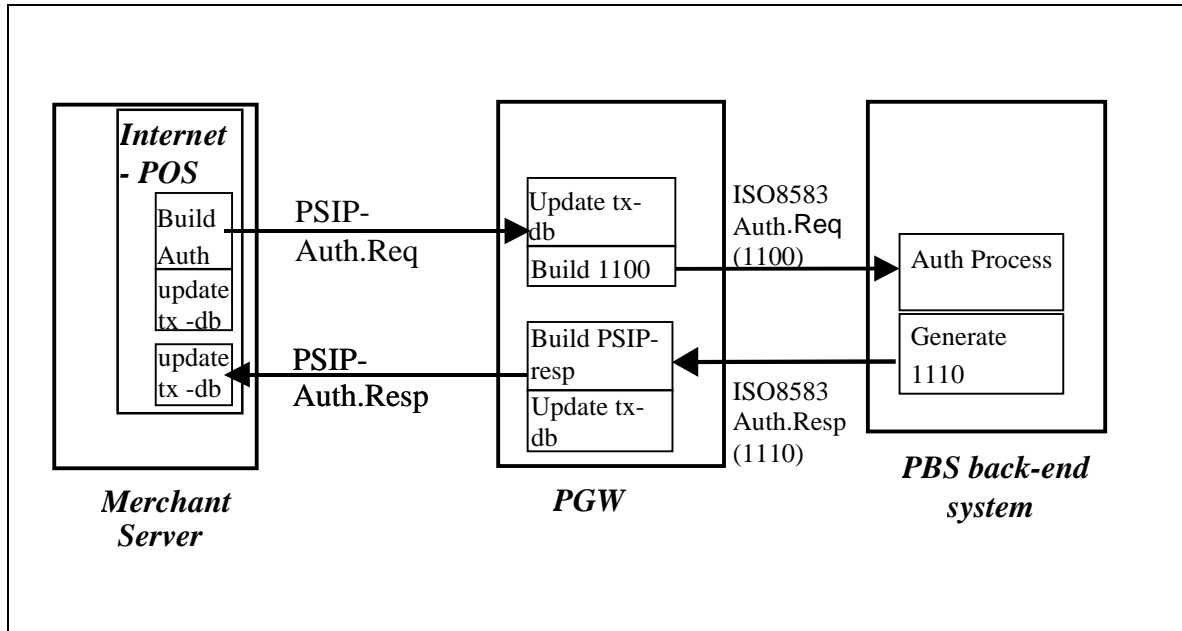 Internet
- POS
Build
Auth
update
tx -db
update
tx -db
Merchant
Server
PSIP-
Auth.Req
PSIP-
Auth.Resp
Update tx-
db
Build 1100
Build PSIP-
resp
Update tx-
db
PGW
ISO8583
Auth.Req
(1100)
ISO8583
Auth.Resp
(1110)
Auth Process
Generate
1110
PBS back-end
system